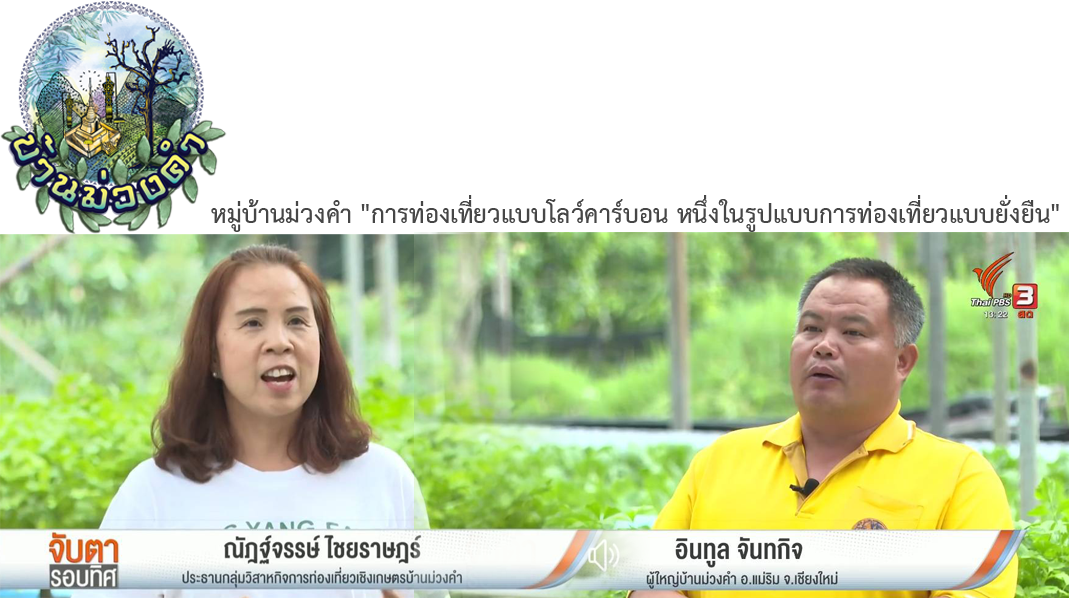 บ้านม่วงคำ
หมู่บ้านม่วงคำ "การท่องเที่ยวแบบโลว์คาร์บอน หนึ่งในรูปแบบการท่องเที่ยวแบบยั่งยืน"
Thai PBS 3
13:22
YANG
จับตา
รอบทิศ
ณัฏฐ์จรรษ์ ไชยราษฎร์
ประธานกลุ่มวิสาหกิจการท่องเที่ยวเชิงเกษตรบ้านม่วงคำ
อินทูล จันทกิจ
ผู้ใหญ่บ้านม่วงคำ อ.แม่ริม จ.เชียงใหม่